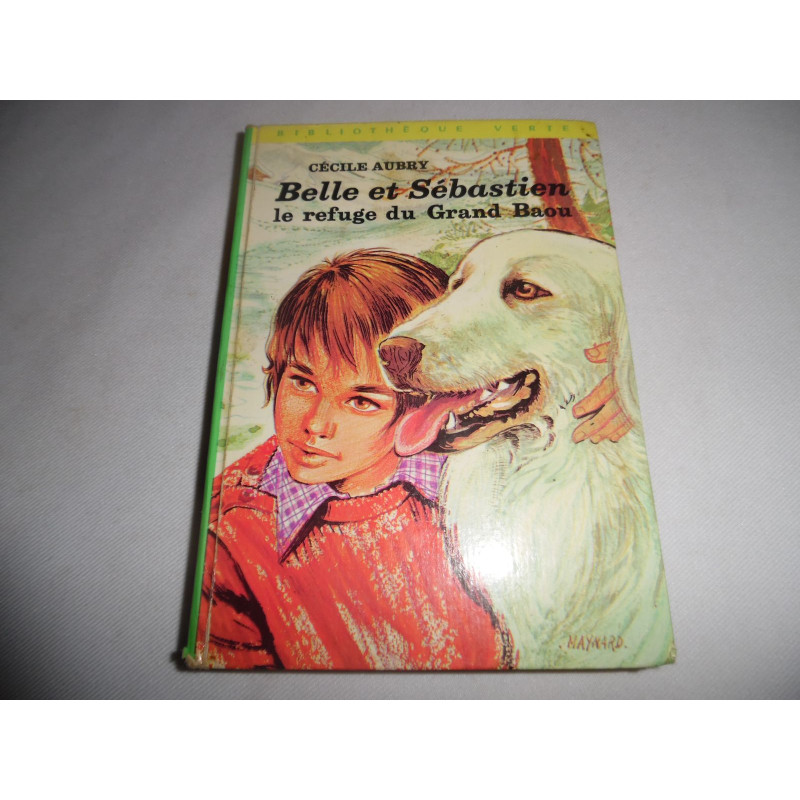 BIBLIOTHÈQUE VERTE
CÉCILE AUBRY
Belle et Sébastien
le refuge du Grand Baou
MAYNARD.